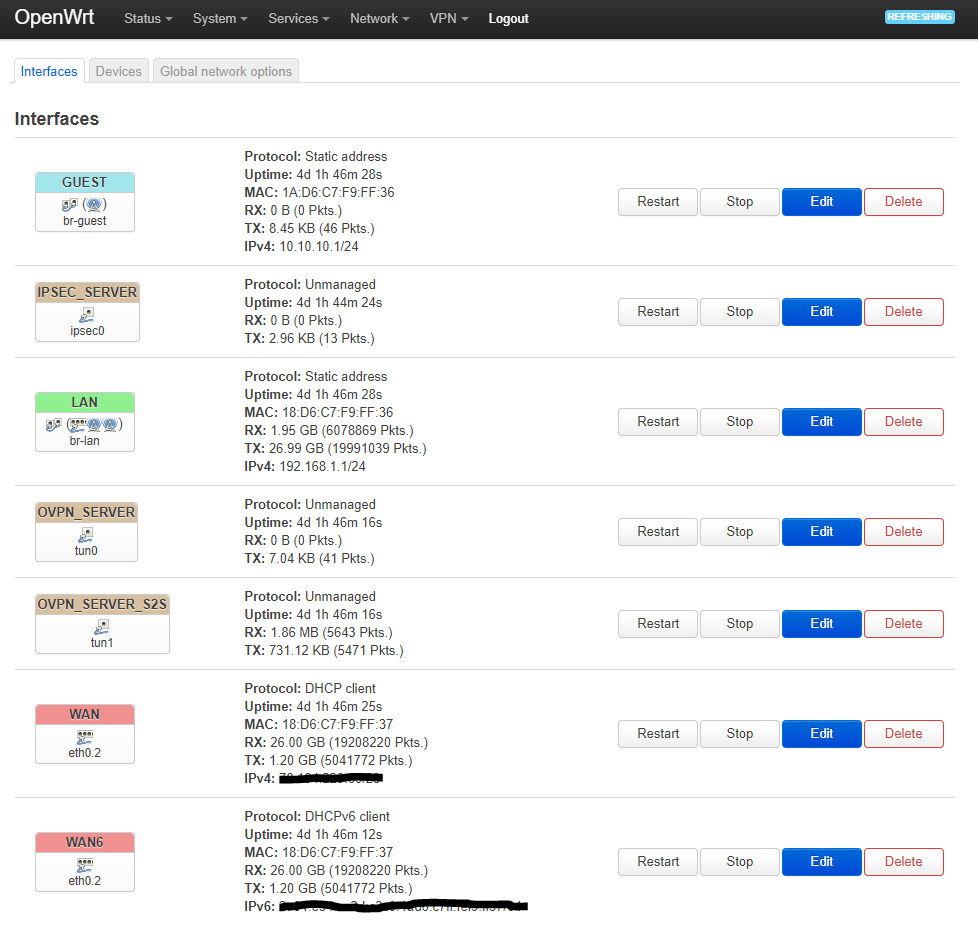 OpenWrt Status System Services Network VPN Logout REFRESHING
Interfaces Devices Global network options
Interfaces
GUEST
br-guest
Protocol: Static address
Uptime: 4d 1h 46m 28s
MAC: 1A:D6:C7:F9:FF:36
RX: 0 B (0 Pkts.)
TX: 8.45 KB (46 Pkts.)
IPv4: 10.10.10.1/24
Restart Stop Edit Delete
IPSEC_SERVER
ipsec0
Protocol: Unmanaged
Uptime: 4d 1h 44m 24s
RX: 0 B (0 Pkts.)
TX: 2.96 KB (13 Pkts.)
Restart Stop Edit Delete
LAN
br-lan
Protocol: Static address
Uptime: 4d 1h 46m 28s
MAC: 18:D6:C7:F9:FF:36
RX: 1.95 GB (6078869 Pkts.)
TX: 26.99 GB (19991039 Pkts.)
IPv4: 192.168.1.1/24
Restart Stop Edit Delete
OVPN_SERVER
tun0
Protocol: Unmanaged
Uptime: 4d 1h 46m 16s
RX: 0 B (0 Pkts.)
TX: 7.04 KB (41 Pkts.)
Restart Stop Edit Delete
OVPN_SERVER_S2S
tun1
Protocol: Unmanaged
Uptime: 4d 1h 46m 16s
RX: 1.86 MB (5643 Pkts.)
TX: 731.12 KB (5471 Pkts.)
Restart Stop Edit Delete
WAN
eth0.2
Protocol: DHCP client
Uptime: 4d 1h 46m 25s
MAC: 18:D6:C7:F9:FF:37
RX: 26.00 GB (19208220 Pkts.)
TX: 1.20 GB (5041772 Pkts.)
IPv4:
Restart Stop Edit Delete
WAN6
eth0.2
Protocol: DHCPv6 client
Uptime: 4d 1h 46m 12s
MAC: 18:D6:C7:F9:FF:37
RX: 26.00 GB (19208220 Pkts.)
TX: 1.20 GB (5041772 Pkts.)
IPv6:
Restart Stop Edit Delete